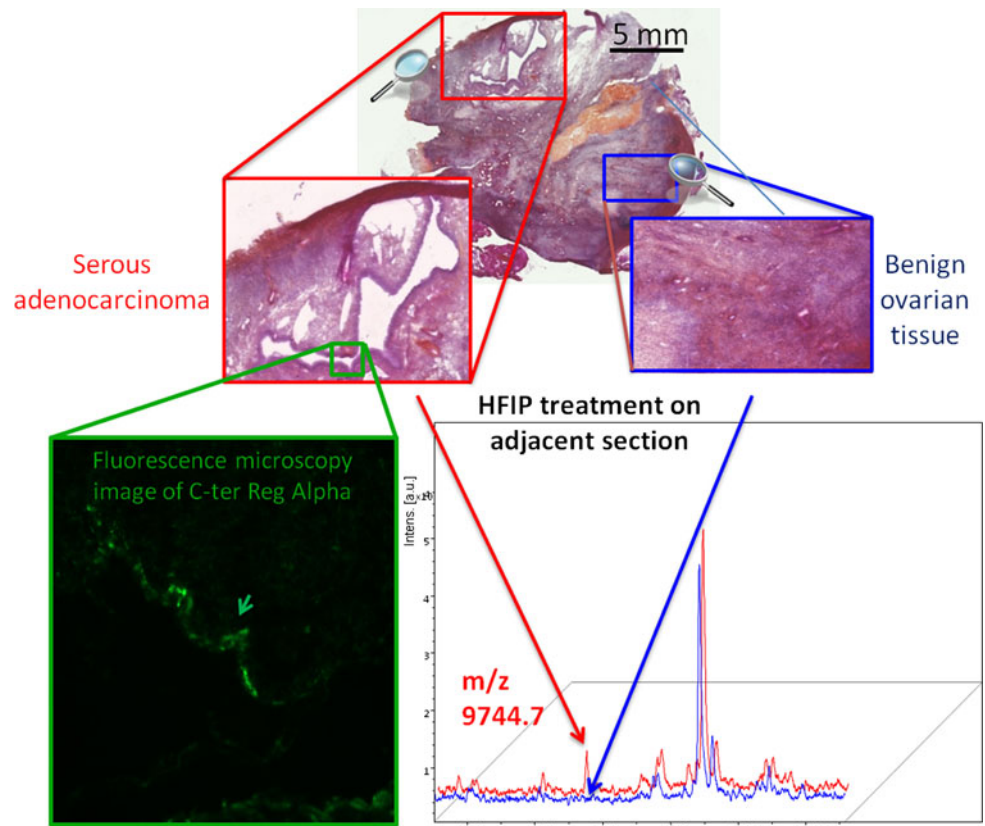 5 mm
Serous
adenocarcinoma
Benign
ovarian
tissue
HFIP treatment on
adjacent section
Fluorescence microscopy
image of C-ter Reg Alpha
Intens. [a.u.]
5
4
3
2
1
m/z
9744.7